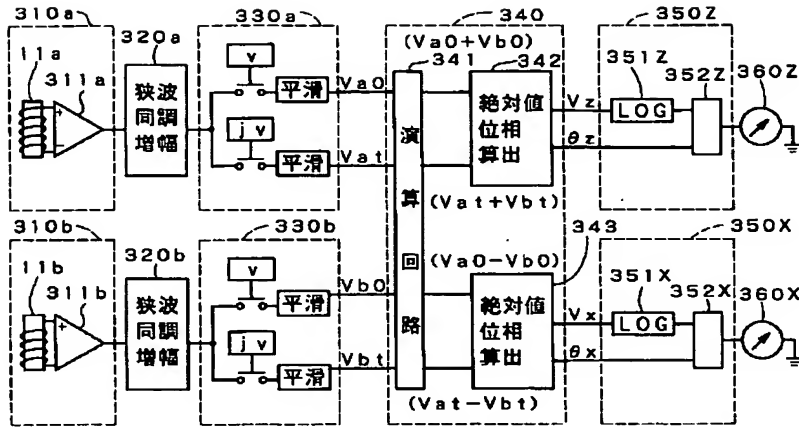 310a
320a
330a
340
350Z
11a
311a
狭波
同調
増幅
v
平滑
Va0
j v
平滑
Vat
(Va0+Vb0)
341
342
演算回路
絶対値
位相
算出
Vz
θz
(Vat+Vbt)
351Z
LOG
352Z
360Z
310b
320b
330b
11b
311b
狭波
同調
増幅
v
平滑
Vb0
j v
平滑
Vbt
(Va0-Vb0)
343
絶対値
位相
算出
Vx
θx
(Vat-Vbt)
350X
351X
LOG
352X
360X